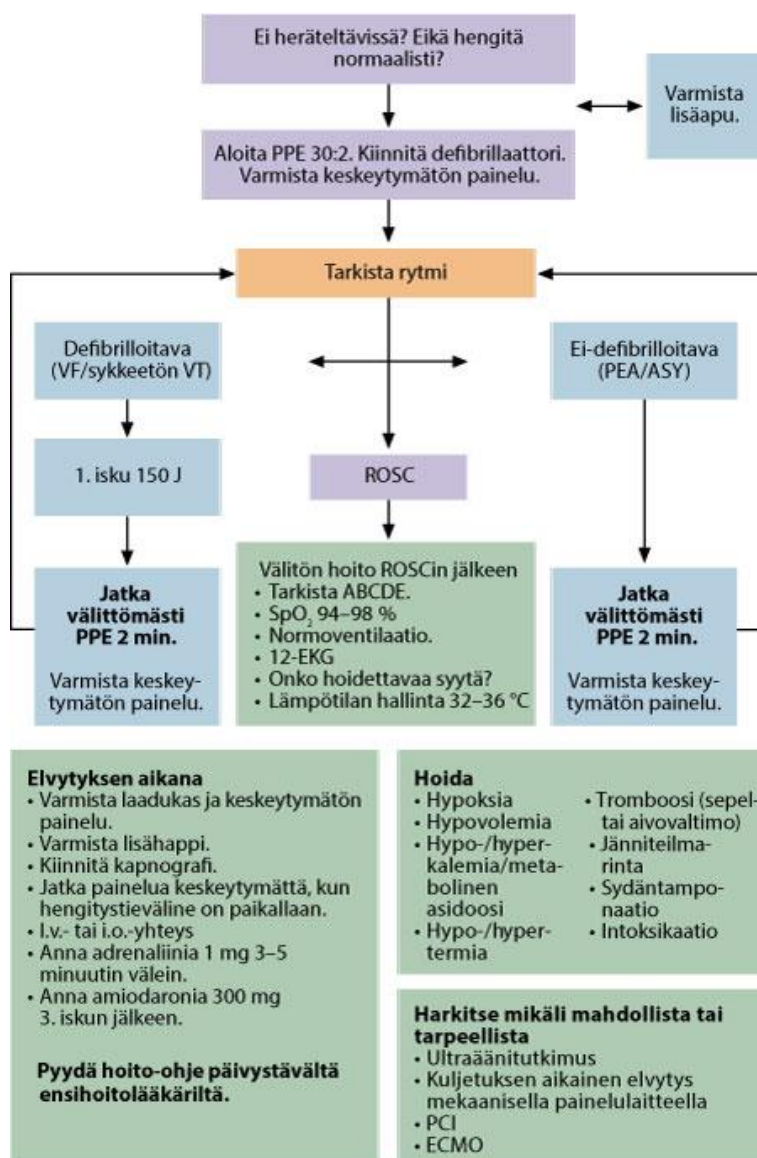 Ei heräteltävissä? Eikä hengitä
normaalisti?
Varmista
lisäapu.
Aloita PPE 30:2. Kiinnitä defibrillaattori.
Varmista keskeytymätön painelu.
Tarkista rytmi
Defibrilloitava
(VF/sykkeetön VT)
Ei-defibrilloitava
(PEA/ASY)
1. isku 150 J
ROSC
Jatka
välittömästi
PPE 2 min.
Varmista keskey-
tymätön painelu.
Välitön hoito ROSCin jälkeen
• Tarkista ABCDE.
• SpO₂ 94–98 %
• Normoventilaatio.
• 12-EKG
• Onko hoidettavaa syytä?
• Lämpötilan hallinta 32–36 °C
Jatka
välittömästi
PPE 2 min.
Varmista keskey-
tymätön painelu.
Elvytyksen aikana
• Varmista laadukas ja keskeytymätön
painelu.
• Varmista lisähappi.
• Kiinnitä kapnografi.
• Jatka painelua keskeymättä, kun
hengitystieväline on paikallaan.
• I.v.- tai i.o.-yhteys
• Anna adrenaliinia 1 mg 3–5
minuutin välein.
• Anna amiodaronia 300 mg
3. iskun jälkeen.
Pyydä hoito-ohje päivystävältä
ensihoitolääkäriltä.
Hoida
• Hypoksia
• Hypovolemia
• Hypo-/hyper-
kalemia/meta-
bolinen
asidoosi
• Hypo-/hyper-
termia
• Tromboosi (sepel-
tai aivovaltimo)
• Jänniteilma-
rinta
• Sydäntampo-
naatio
• Intoksikaatio
Harkitse mikäli mahdollista tai
tarpeellista
• Ultraäänitutkimus
• Kuljetuksen aikainen elvytys
mekaanisella painelulaitteella
• PCI
• ECMO